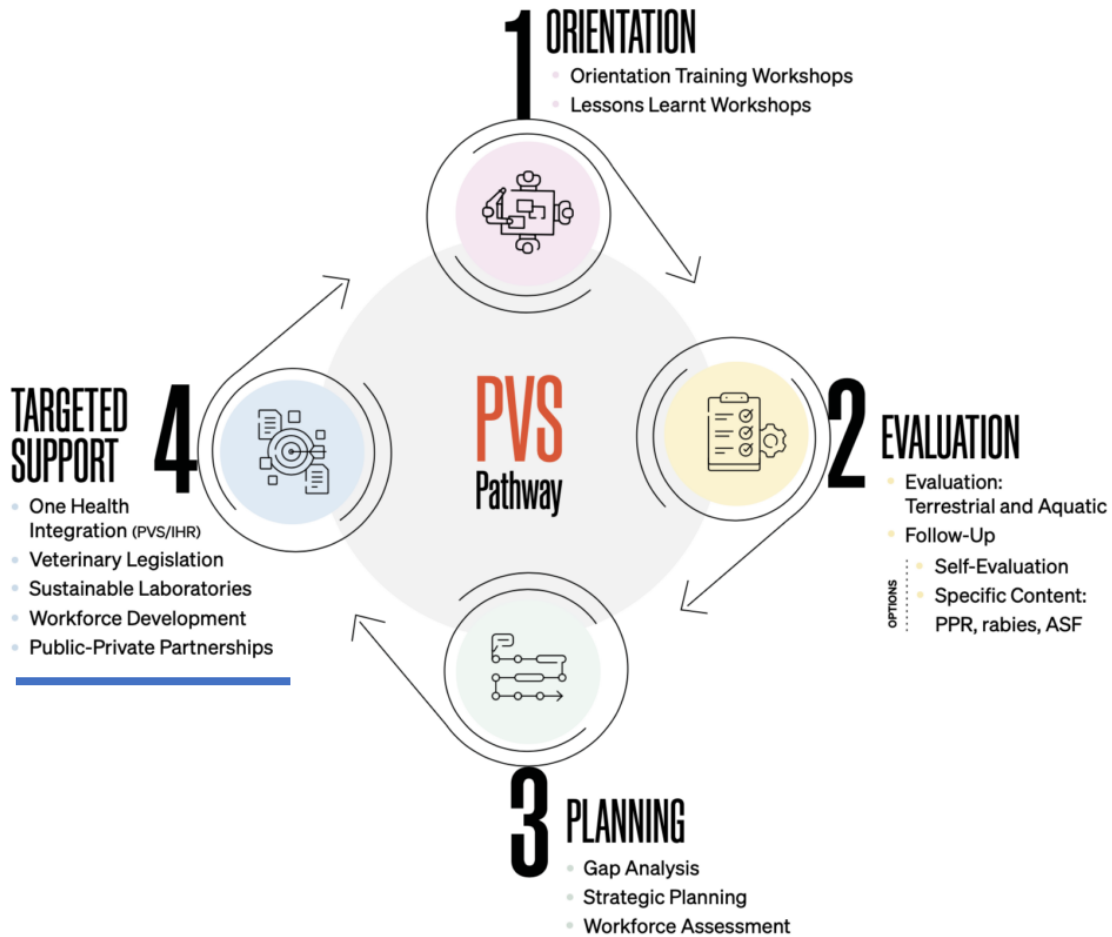 1 ORIENTATION
Orientation Training Workshops
Lessons Learnt Workshops
PVS
Pathway
2 EVALUATION
Evaluation:
Terrestrial and Aquatic
Follow-Up
OPTIONS
Self-Evaluation
Specific Content:
PPR, rabies, ASF
3 PLANNING
Gap Analysis
Strategic Planning
Workforce Assessment
TARGETED
SUPPORT 4
One Health
Integration (PVS/IHR)
Veterinary Legislation
Sustainable Laboratories
Workforce Development
Public-Private Partnerships